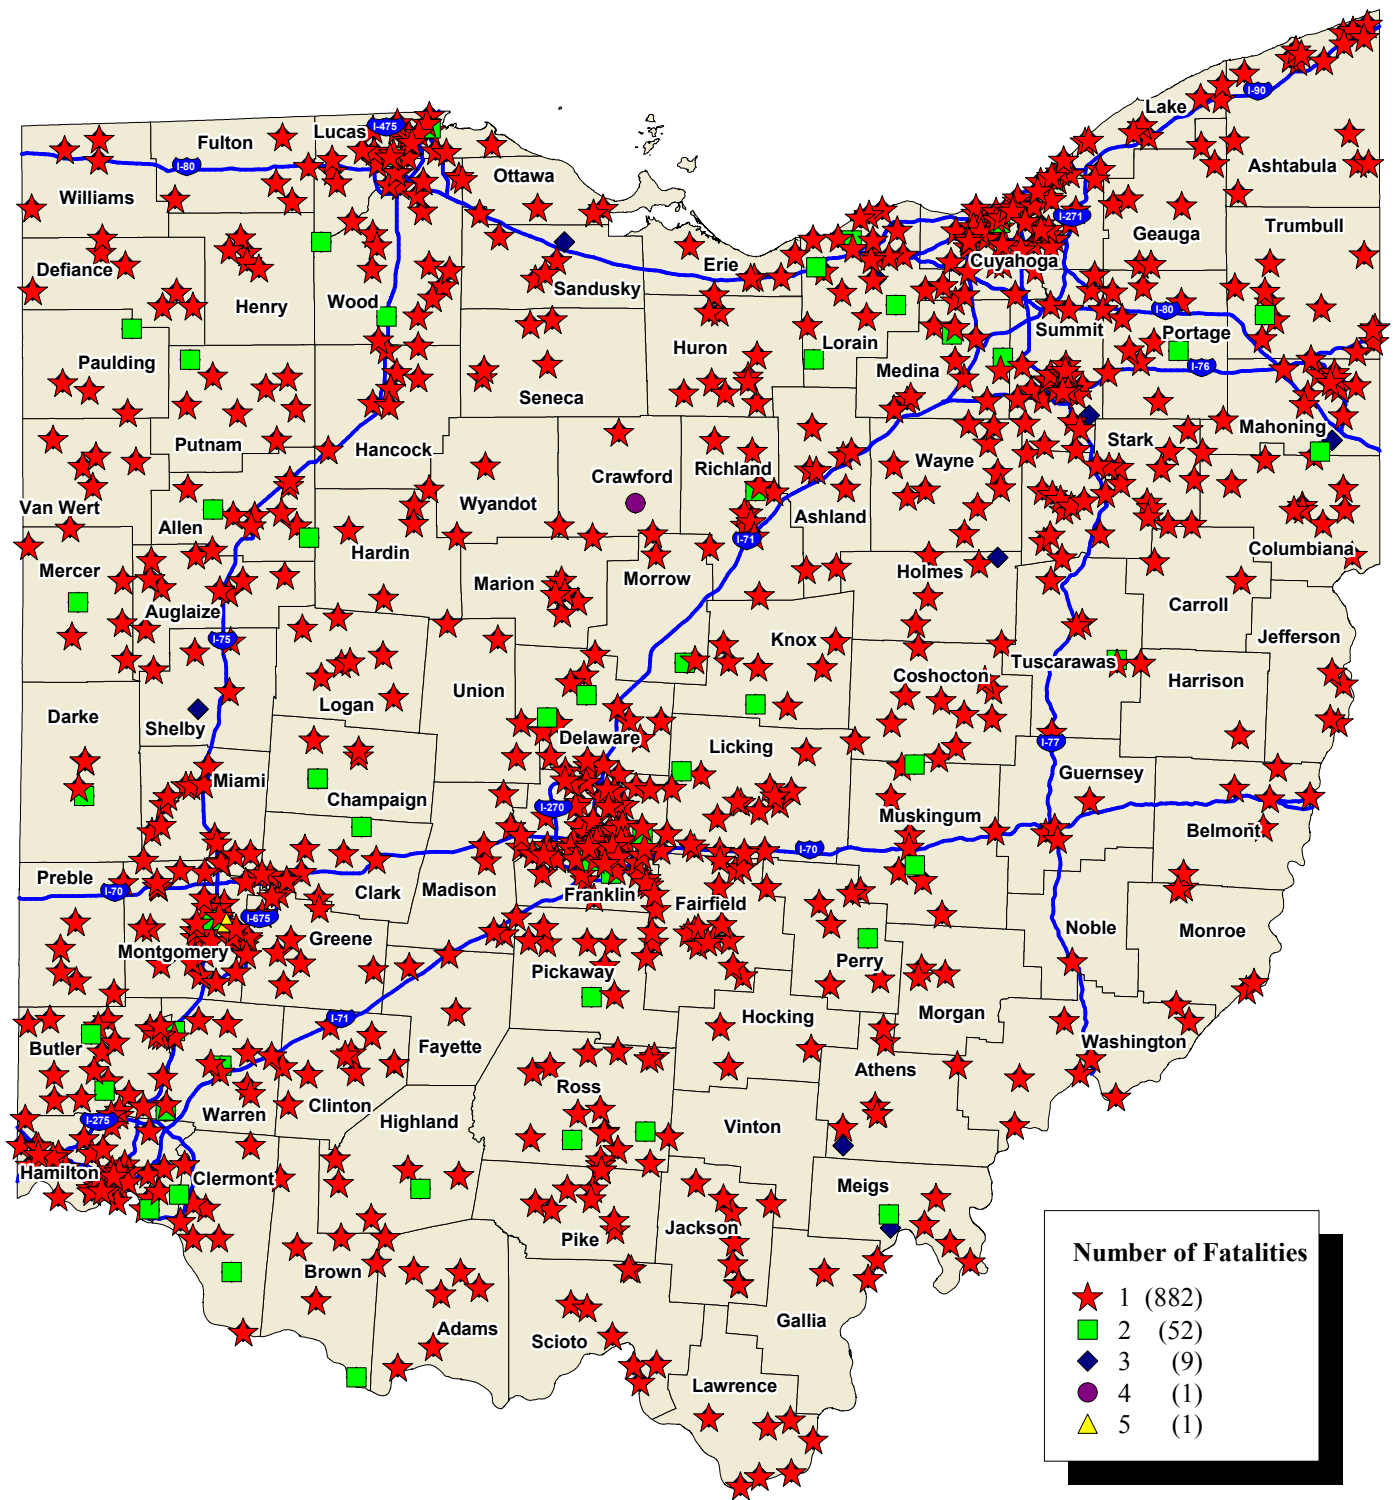 Lake
I-90
Fulton
Lucas
I-475
I-80
Ottawa
Ashtabula
Williams
I-271
Trumbull
Geauga
Defiance
Erie
Cuyahoga
Sandusky
Henry
Wood
I-80
Summit
Portage
Paulding
Huron
Lorain
I-76
Medina
Seneca
Mahoning
Putnam
Hancock
Stark
Richland
Wayne
Crawford
Van Wert
Wyandot
Ashland
Allen
I-71
Hardin
Columbiana
Mercer
Marion
Morrow
Holmes
Auglaize
Carroll
I-75
Knox
Jefferson
Tuscarawas
Coshocton
Harrison
Union
Logan
Darke
Shelby
Delaware
Licking
I-77
Guernsey
Miami
Champaign
I-270
Muskingum
Belmont
I-70
Preble
I-70
Clark
Madison
Franklin
Fairfield
I-675
Noble
Monroe
Greene
Montgomery
Perry
Pickaway
Morgan
I-71
Hocking
Washington
Butler
Fayette
Athens
Ross
Clinton
Warren
I-275
Highland
Vinton
Hamilton
Clermont
Meigs
Jackson
Pike
Brown
Gallia
Adams
Scioto
Lawrence
Number of Fatalities
1 (882)
2 (52)
3 (9)
4 (1)
5 (1)